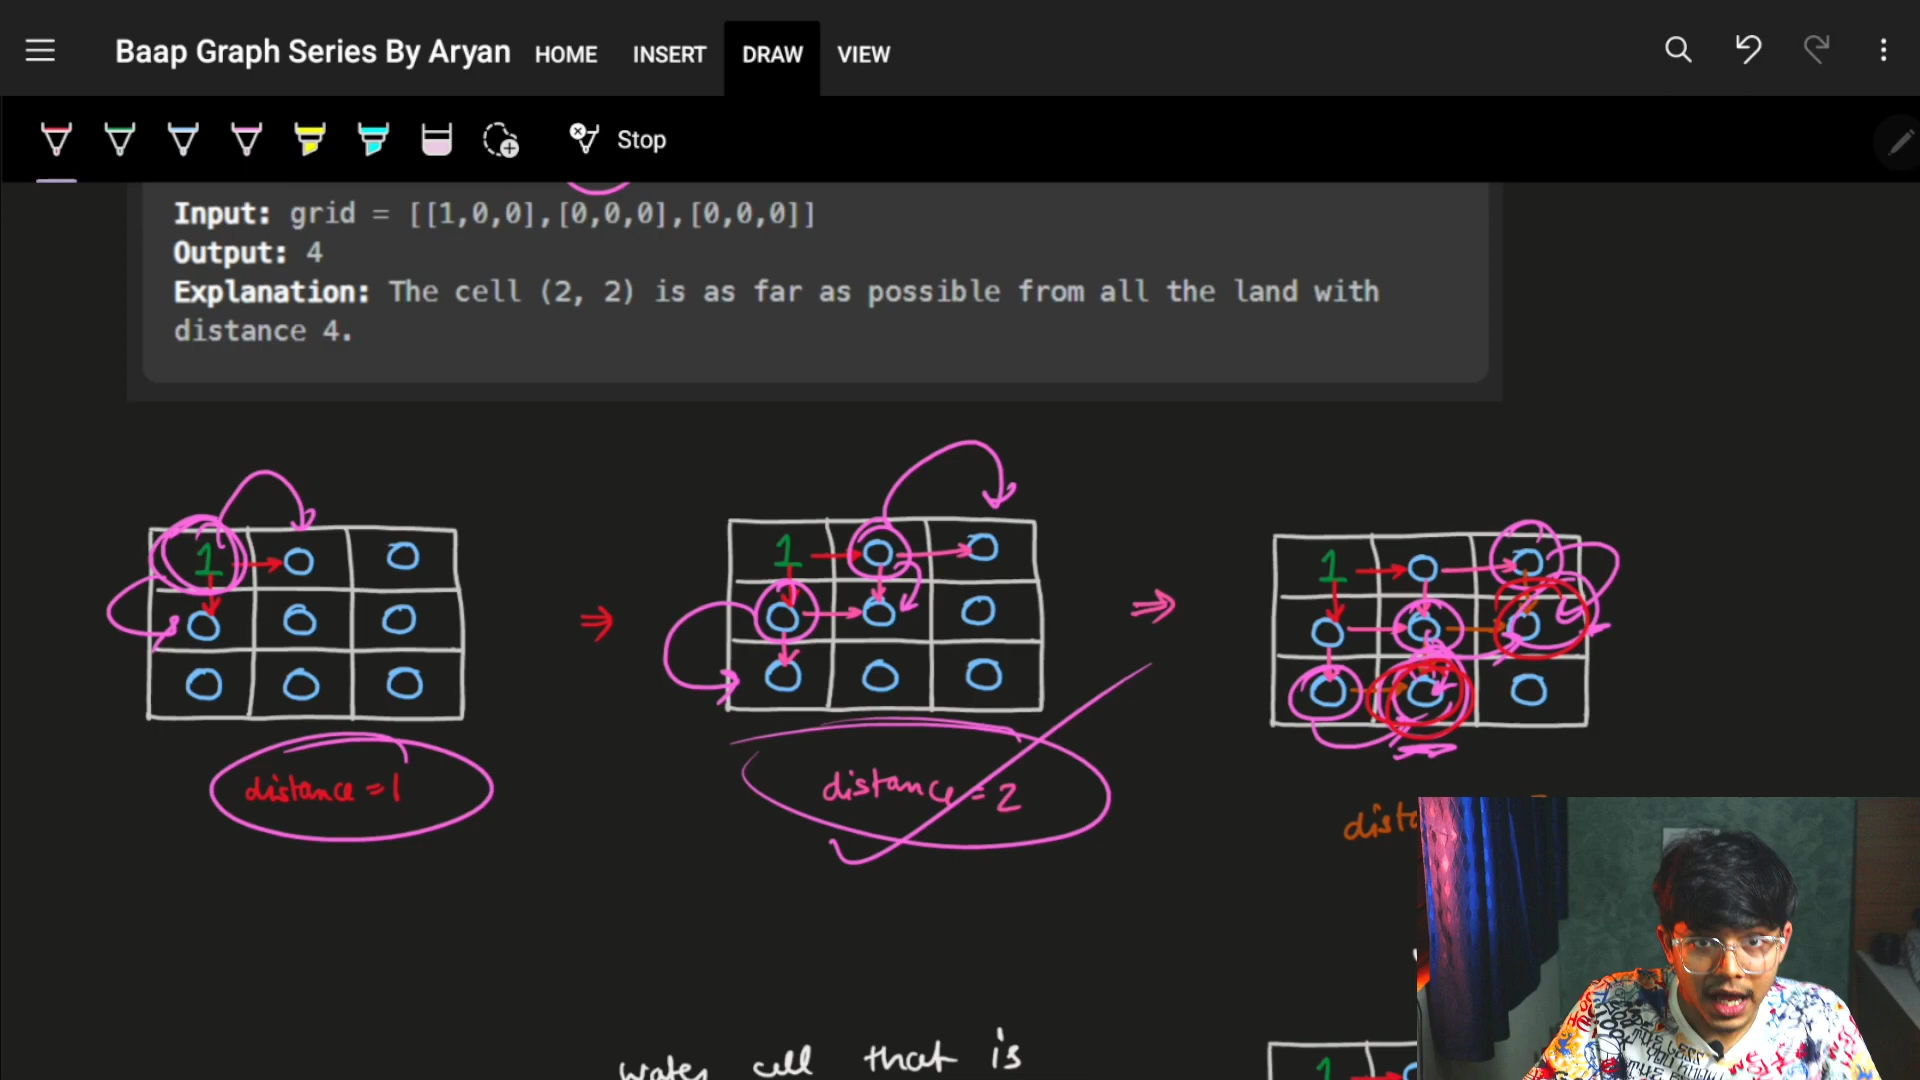 Baap Graph Series By Aryan HOME INSERT DRAW VIEW
Stop
Input: grid = [[1,0,0],[0,0,0],[0,0,0]]
Output: 4
Explanation: The cell (2, 2) is as far as possible from all the land with
distance 4.
1 0 0
0 0 0
0 0 0
distance = 1
⇒
1 0 0
0 0 0
0 0 0
distance = 2
⇒
1 0 0
0 0 0
0 0 0
dista
water cell that is
1